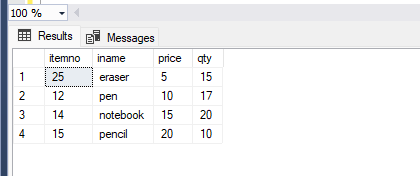 100 %
Results Messages
itemno iname price qty
1 25 eraser 5 15
2 12 pen 10 17
3 14 notebook 15 20
4 15 pencil 20 10